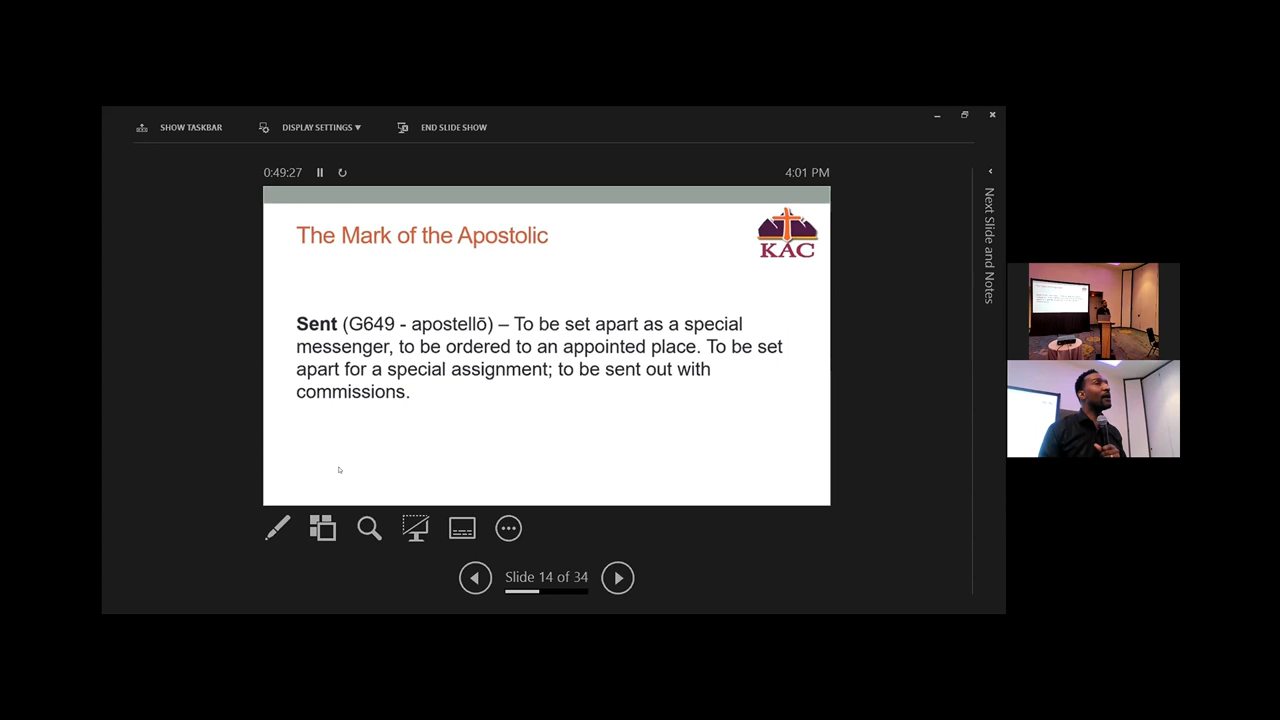 SHOW TASKBAR
DISPLAY SETTINGS ▼
END SLIDE SHOW
0:49:27
4:01 PM
The Mark of the Apostolic
KAC
Sent (G649 - apostellō) – To be set apart as a special
messenger, to be ordered to an appointed place. To be set
apart for a special assignment; to be sent out with
commissions.
Slide 14 of 34
Next Slide and Notes